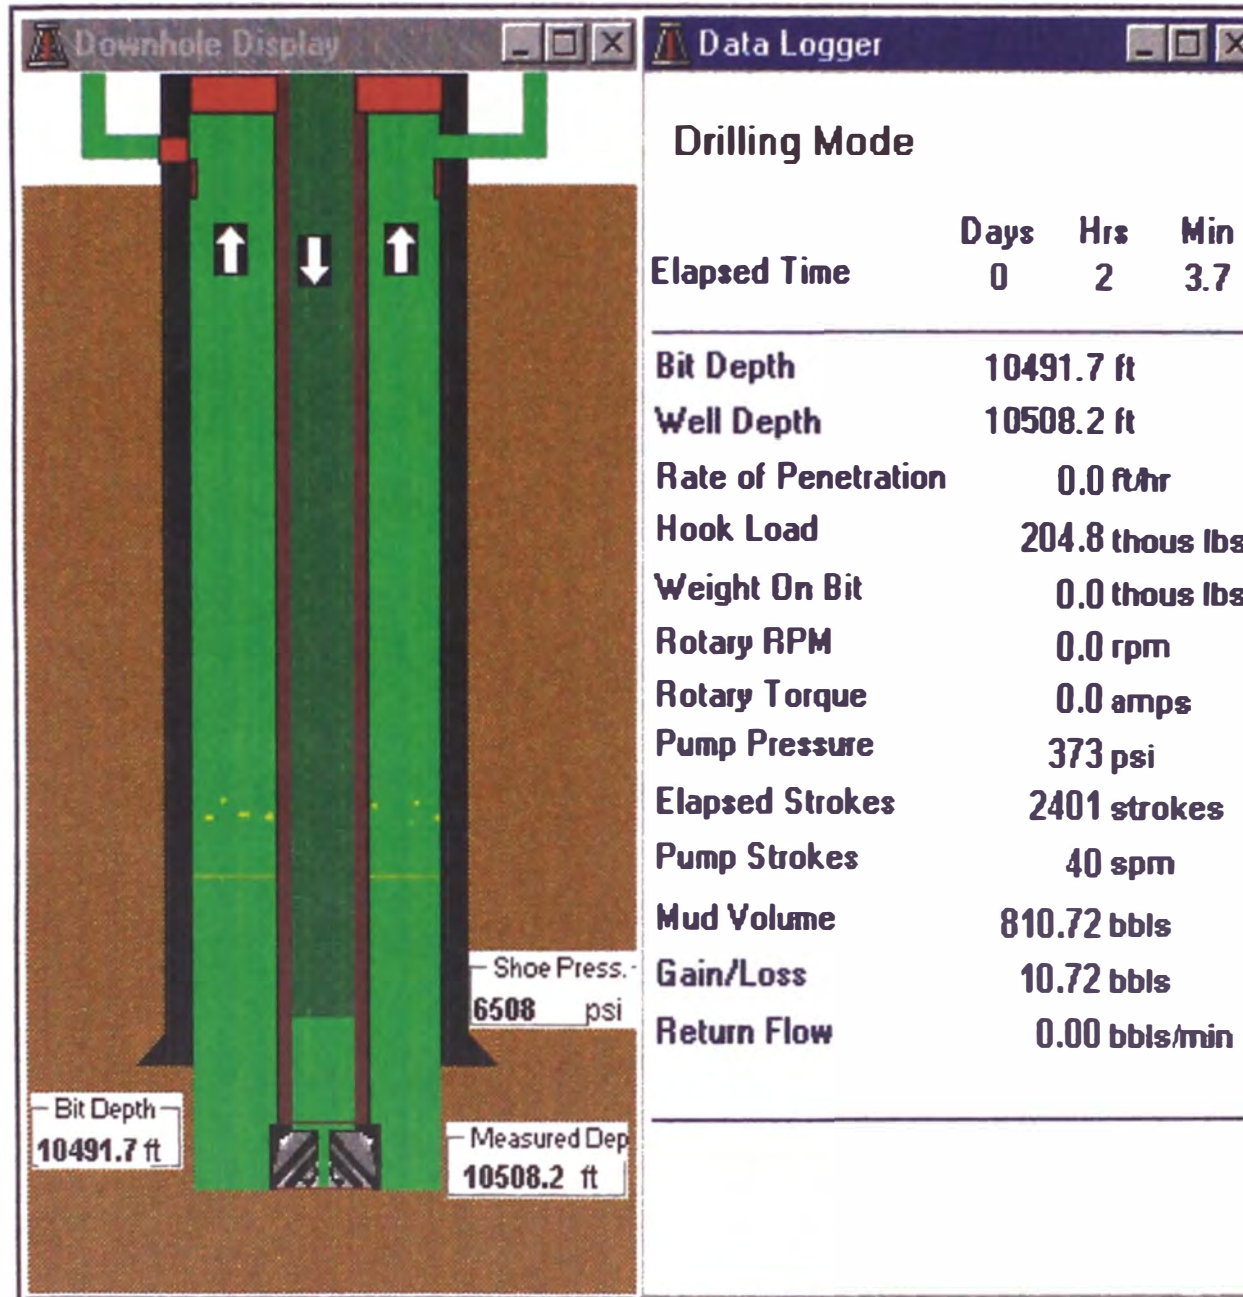 Downhole Display
Shoe Press.
6508 psi
Bit Depth
10491.7 ft
Measured Dep
10508.2 ft
Data Logger
Drilling Mode
Days Hrs Min
Elapsed Time 0 2 3.7
Bit Depth 10491.7 ft
Well Depth 10508.2 ft
Rate of Penetration 0.0 ft/hr
Hook Load 204.8 thous lbs
Weight On Bit 0.0 thous lbs
Rotary RPM 0.0 rpm
Rotary Torque 0.0 amps
Pump Pressure 373 psi
Elapsed Strokes 2401 strokes
Pump Strokes 40 spm
Mud Volume 810.72 bbls
Gain/Loss 10.72 bbls
Return Flow 0.00 bbls/min